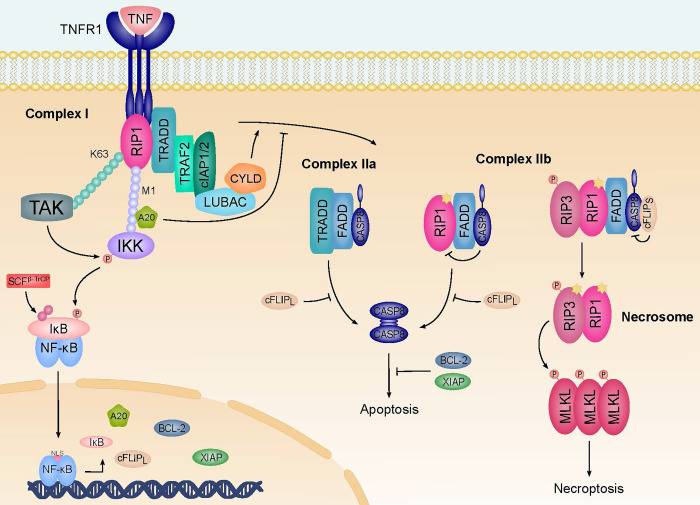 TNF
TNFR1
Complex I
RIP1
TRADD
TRAF2
cIAP1/2
K63
M1
CYLD
LUBAC
TAK
A20
IKK
P
SCFβ-TrCP
P
IκB
NF-κB
NLS
NF-κB
A20
IκB
BCL-2
cFLIPL
XIAP
Complex IIa
TRADD
FADD
CASP8
cFLIPL
Complex IIb
RIP1
FADD
CASP8
cFLIPL
CASP8
CASP8
BCL-2
XIAP
Apoptosis
P
RIP3
RIP1
FADD
CASP8
cFLIPS
P
RIP3
RIP1
Necrosome
P
P
P
MLKL
MLKL
MLKL
Necroptosis